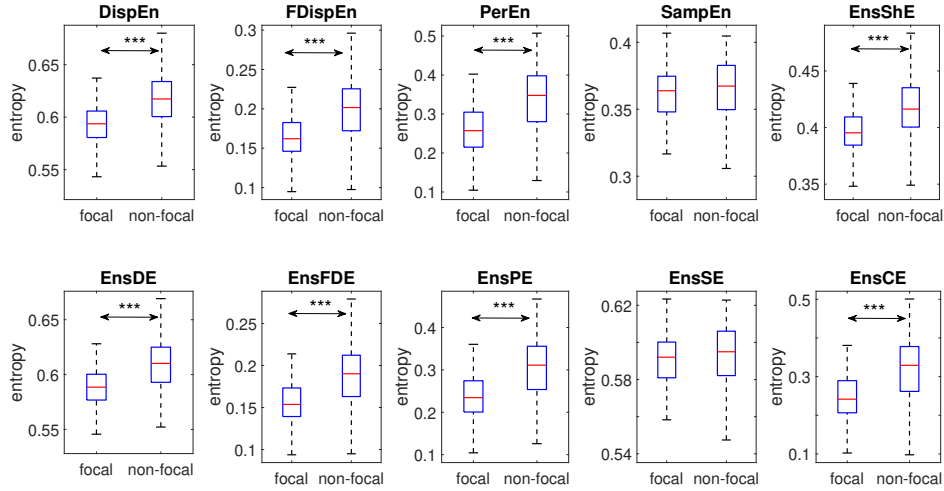 DispEn
FDispEn
PerEn
SampEn
EnsShE
entropy
0.65
0.6
0.55
***
focal
non-focal
entropy
0.3
0.2
0.15
0.1
***
focal
non-focal
entropy
0.5
0.4
0.3
0.2
0.1
***
focal
non-focal
entropy
0.4
0.35
0.3
focal
non-focal
entropy
0.45
0.4
0.35
***
focal
non-focal
EnsDE
EnsFDE
EnsPE
EnsSE
EnsCE
entropy
0.65
0.6
0.55
***
focal
non-focal
entropy
0.25
0.2
0.15
0.1
***
focal
non-focal
entropy
0.4
0.3
0.2
0.1
***
focal
non-focal
entropy
0.62
0.58
0.54
focal
non-focal
entropy
0.5
0.3
0.1
***
focal
non-focal